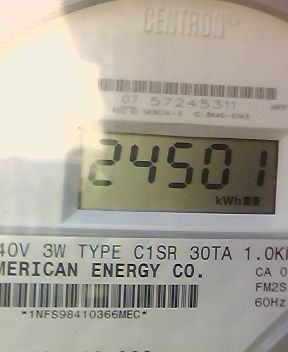 CENTRON®
07 57245311
24501
kWh
40V 3W TYPE C1SR 30TA 1.0K
MERICAN ENERGY CO. CA 0
FM2S
60Hz
*1NFS98410366MEC*